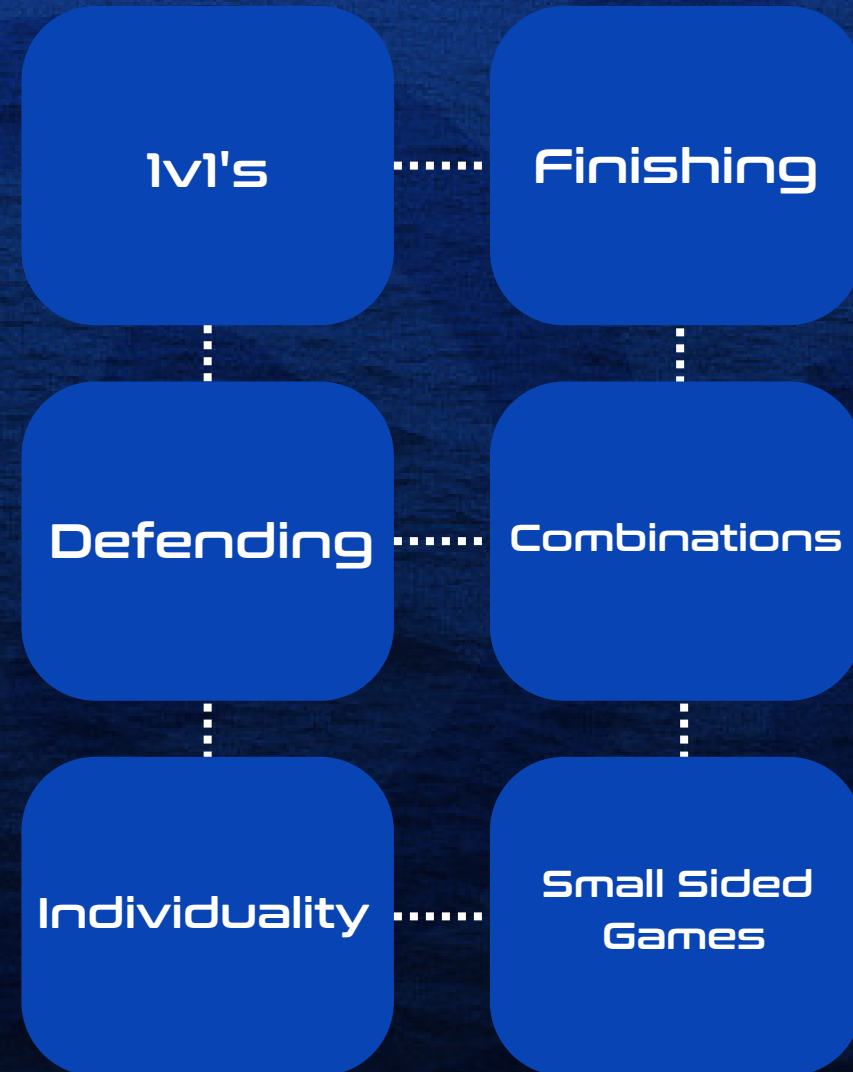 1v1's
Finishing
Defending
Combinations
Individuality
Small Sided
Games